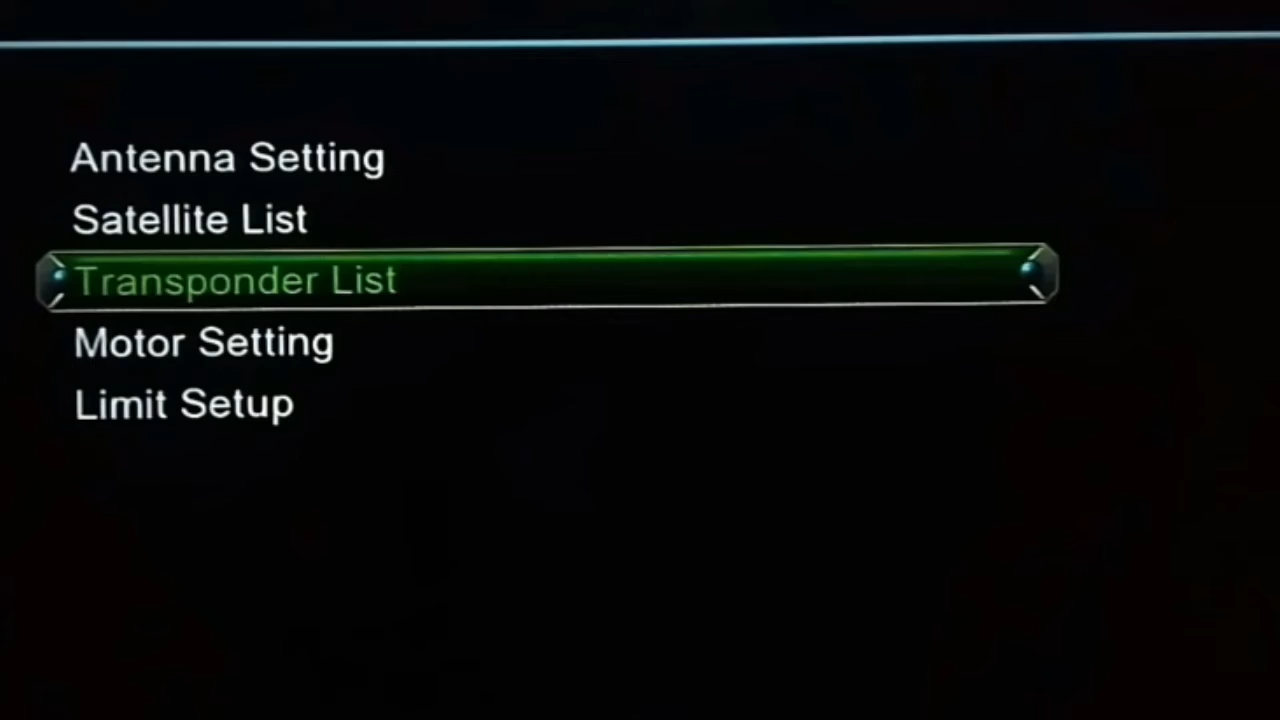 Antenna Setting
Satellite List
Transponder List
Motor Setting
Limit Setup